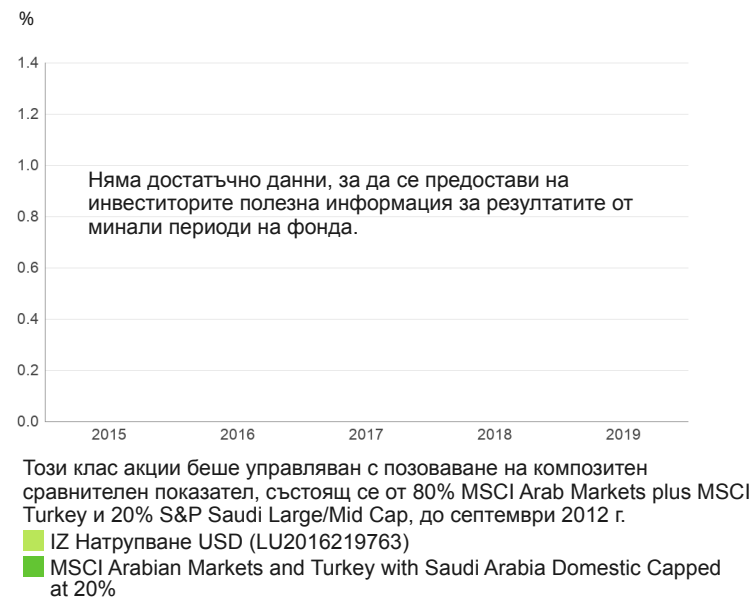 %
1.4
1.2
1.0
Няма достатъчно данни, за да се предостави на
инвеститорите полезна информация за резултатите от
0.8
минали периоди на фонда.
0.6
0.4
0.2
0.0
2015 2016 2017 2018 2019
Този клас акции беше управляван с позоваване на композитен
сравнителен показател, състоящ се от 80% MSCI Arab Markets plus MSCI
Turkey и 20% S&P Saudi Large/Mid Cap, до септември 2012 г.
IZ Натрупване USD (LU2016219763)
MSCI Arabian Markets and Turkey with Saudi Arabia Domestic Capped
at 20%